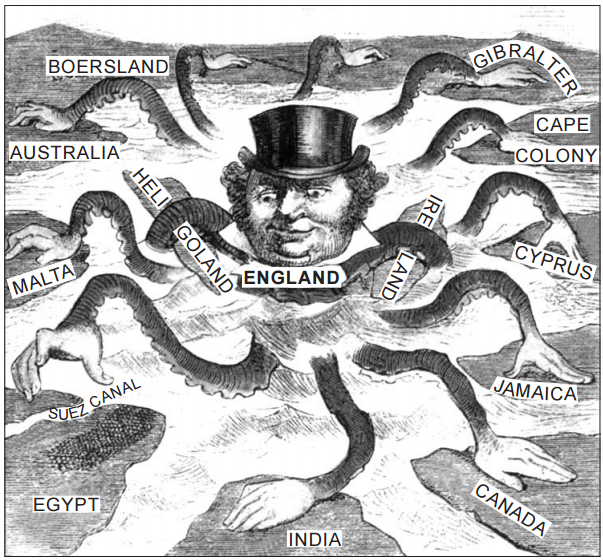 BOERSLAND
GIBRALTER
CAPE
COLONY
AUSTRALIA
HELI
GOLAND
IRE
LAND
ENGLAND
CYPRUS
MALTA
JAMAICA
SUEZ CANAL
EGYPT
CANADA
INDIA